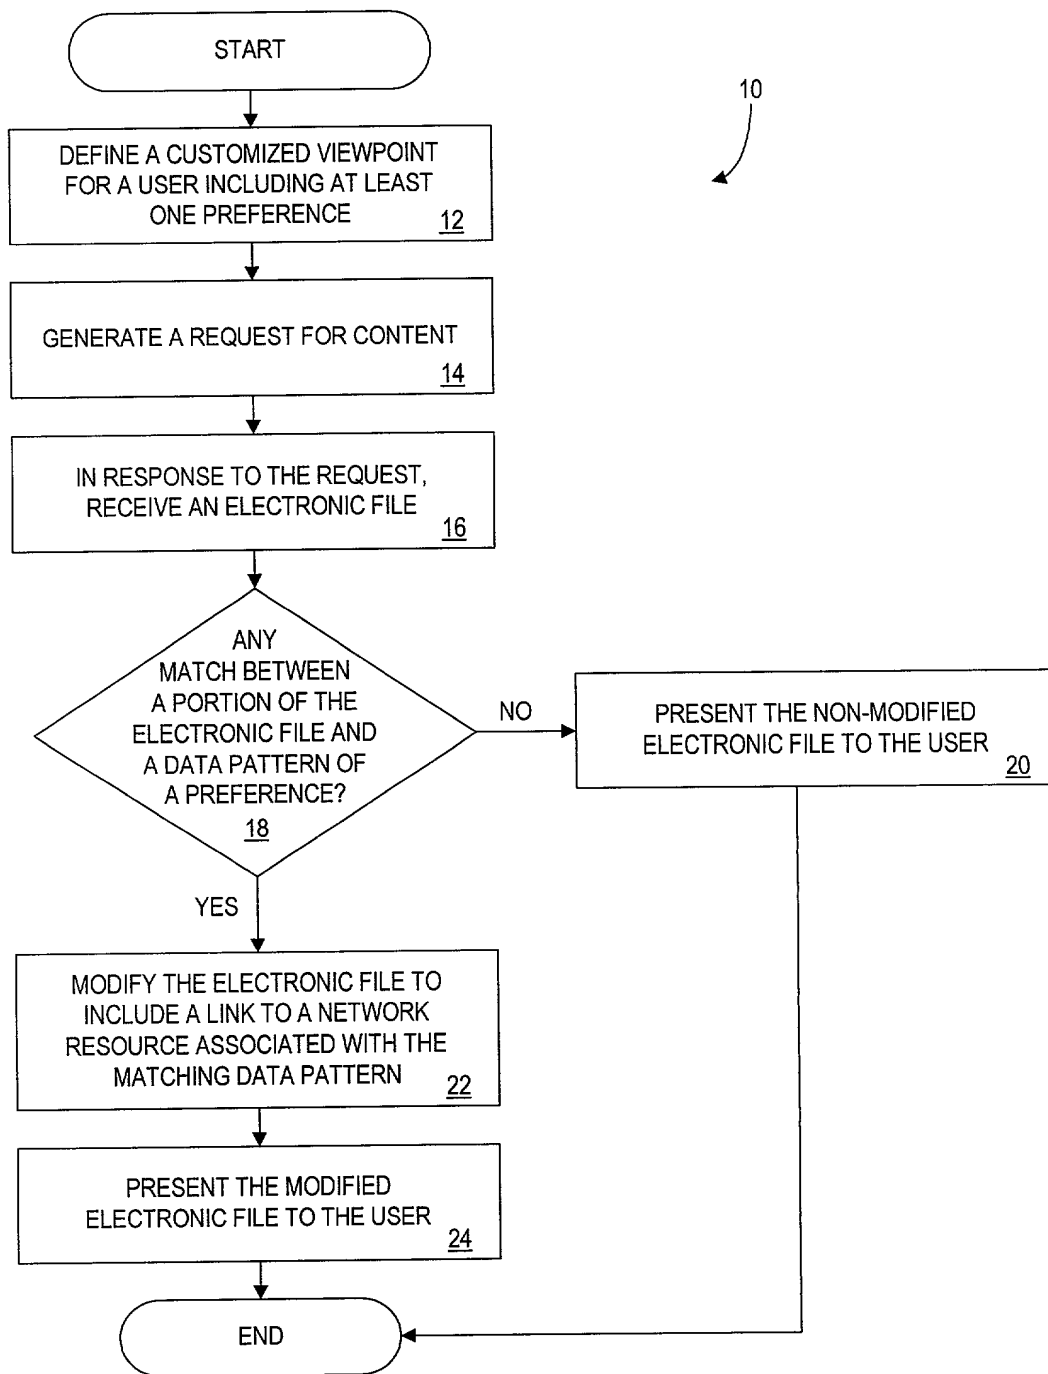 START
10
DEFINE A CUSTOMIZED VIEWPOINT
FOR A USER INCLUDING AT LEAST
ONE PREFERENCE
12
GENERATE A REQUEST FOR CONTENT
14
IN RESPONSE TO THE REQUEST,
RECEIVE AN ELECTRONIC FILE
16
ANY
MATCH BETWEEN
A PORTION OF THE
ELECTRONIC FILE AND
A DATA PATTERN OF
A PREFERENCE?
18
NO
PRESENT THE NON-MODIFIED
ELECTRONIC FILE TO THE USER
20
YES
MODIFY THE ELECTRONIC FILE TO
INCLUDE A LINK TO A NETWORK
RESOURCE ASSOCIATED WITH THE
MATCHING DATA PATTERN
22
PRESENT THE MODIFIED
ELECTRONIC FILE TO THE USER
24
END